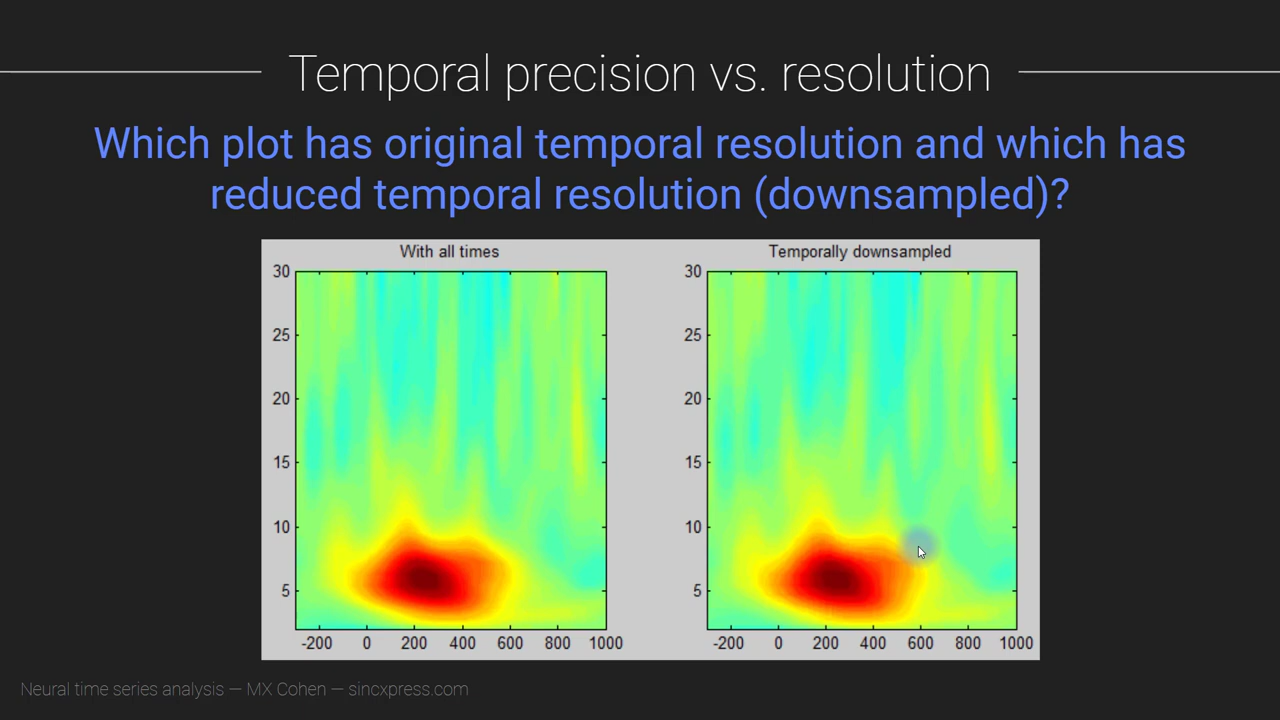 Temporal precision vs. resolution
Which plot has original temporal resolution and which has
reduced temporal resolution (downsampled)?
With all times
30
25
20
15
10
5
-200 0 200 400 600 800 1000
Temporally downsampled
30
25
20
15
10
5
-200 0 200 400 600 800 1000
Neural time series analysis — MX Cohen — sincxpress.com